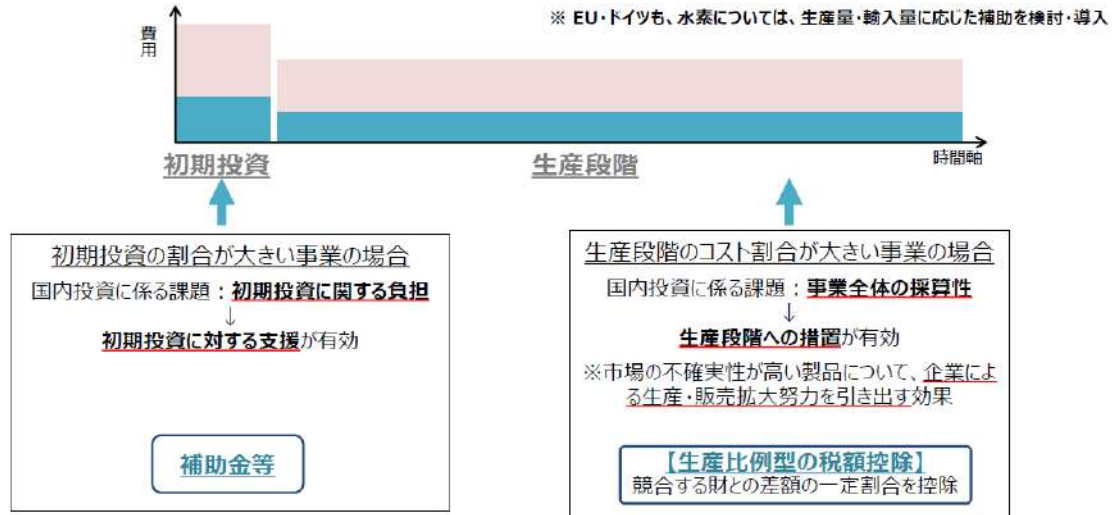 ※ EU・ドイツも、水素については、生産量・輸入量に応じた補助を検討・導入
費用
時間軸
初期投資
生産段階
初期投資の割合が大きい事業の場合
国内投資に係る課題：初期投資に関する負担
↓
初期投資に対する支援が有効
補助金等
生産段階のコスト割合が大きい事業の場合
国内投資に係る課題：事業全体の採算性
↓
生産段階への措置が有効
※市場の不確実性が高い製品について、企業によ
る生産・販売拡大努力を引き出す効果
【生産比例型の税額控除】
競合する財との差額の一定割合を控除